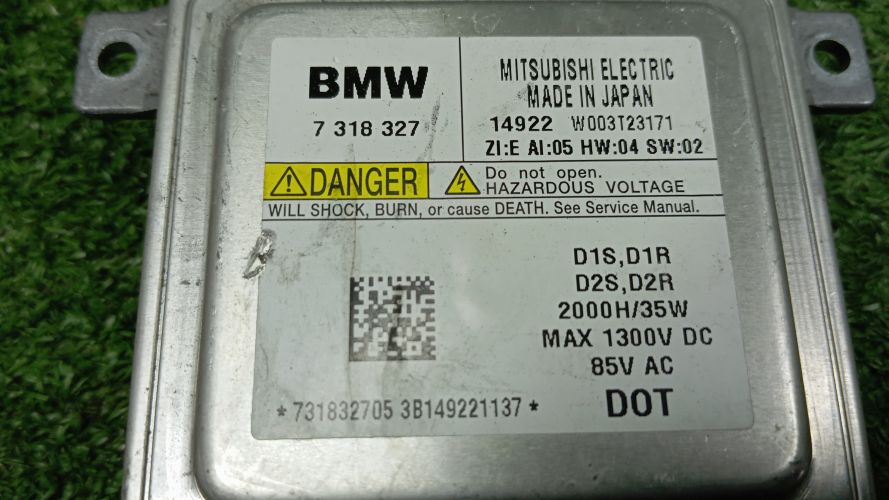 BMW
7 318 327
MITSUBISHI ELECTRIC
MADE IN JAPAN
14922 W003T23171
ZI:E AI:05 HW:04 SW:02
DANGER
Do not open.
HAZARDOUS VOLTAGE
WILL SHOCK, BURN, or cause DEATH. See Service Manual.
D1S,D1R
D2S,D2R
2000H/35W
MAX 1300V DC
85V AC
*731832705 3B149221137*
DOT